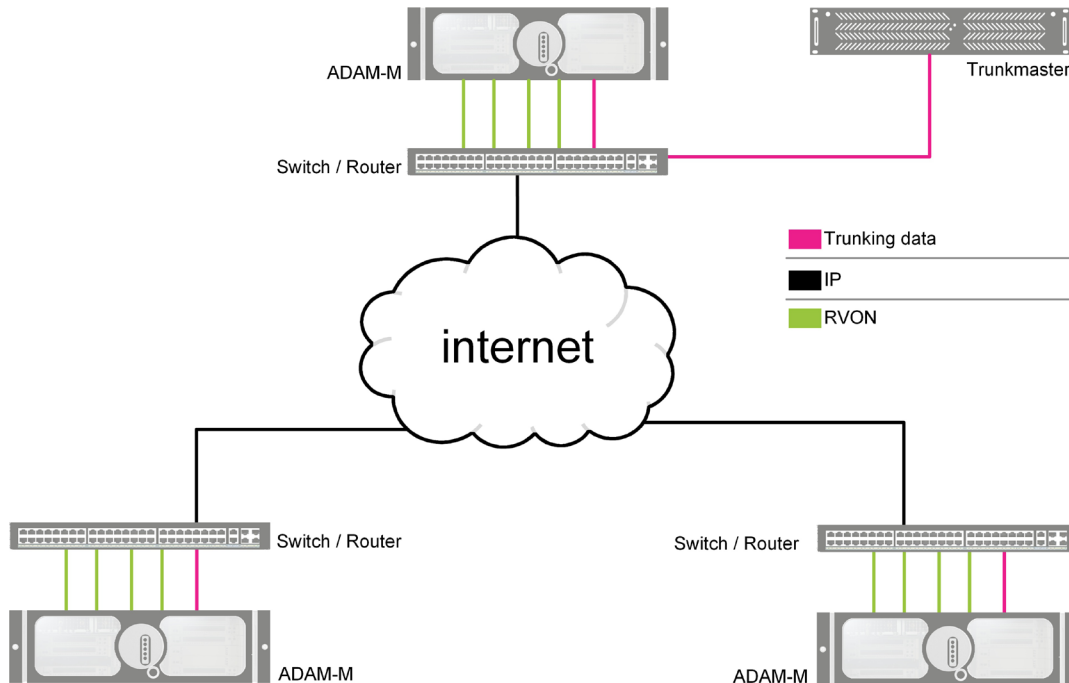 ADAM-M
Trunkmaster
Switch / Router
Trunking data
IP
RVON
internet
Switch / Router
Switch / Router
ADAM-M
ADAM-M